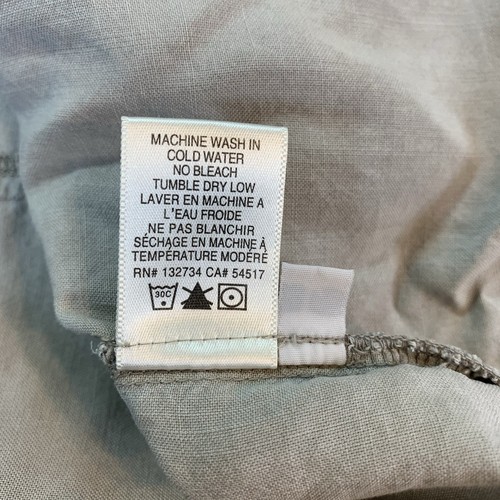 MACHINE WASH IN
COLD WATER
NO BLEACH
TUMBLE DRY LOW
LAVER EN MACHINE A
L'EAU FROIDE
NE PAS BLANCHIR
SÉCHAGE EN MACHINE À
TEMPÉRATURE MODÉRÉ
RN# 132734 CA# 54517
30C